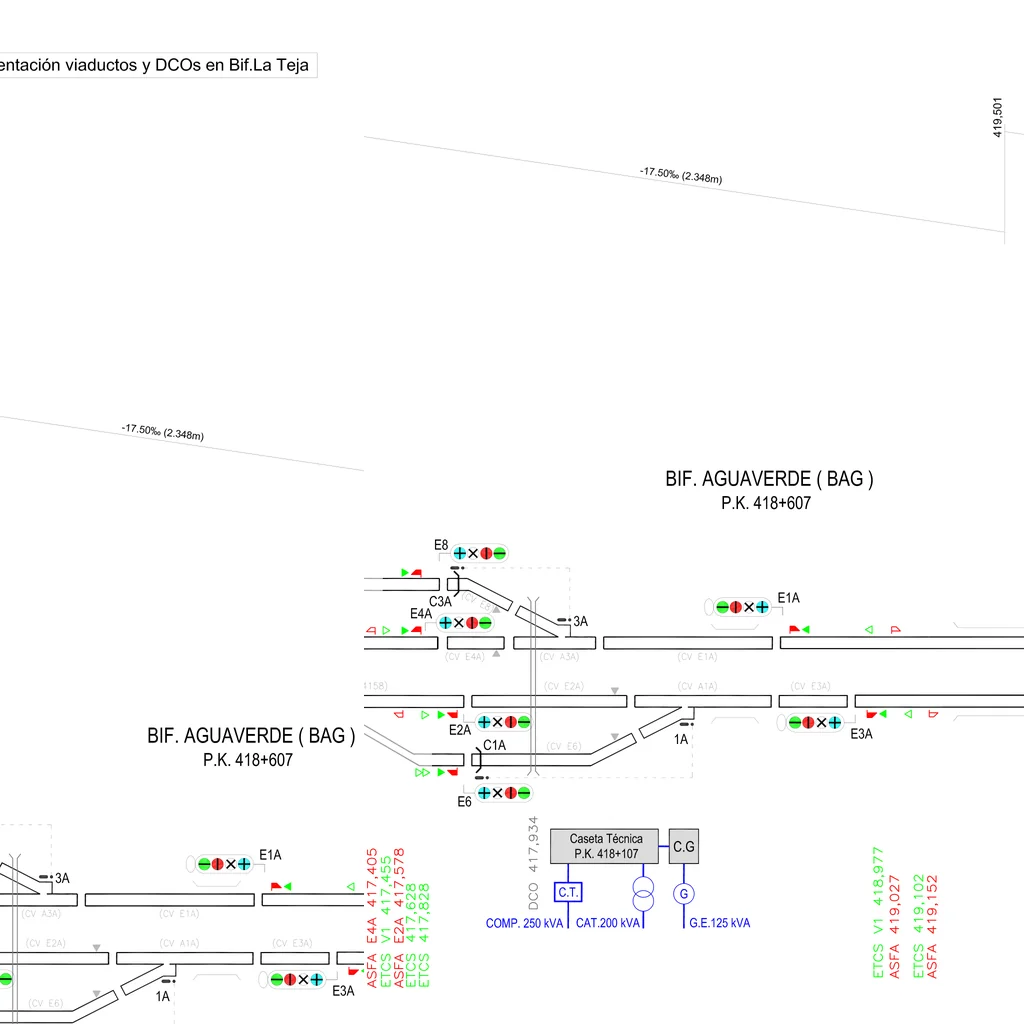 entación viaductos y DCOs en Bif.La Teja
419,501
-17.50‰ (2.348m)
-17.50‰ (2.348m)
BIF. AGUAVERDE ( BAG )
P.K. 418+607
E8
C3A
(CV E8)
E4A
3A
E1A
(CV E4A)
(CV A3A)
(CV E1A)
4158)
(CV E2A)
(CV A1A)
(CV E3A)
E2A
C1A
(CV E6)
1A
E3A
E6
BIF. AGUAVERDE ( BAG )
P.K. 418+607
DCO 417,934
Caseta Técnica
P.K. 418+107
C.G
C.T.
G
COMP. 250 kVA
CAT.200 kVA
G.E.125 kVA
3A
E1A
(CV A3A)
(CV E1A)
(CV E2A)
(CV A1A)
(CV E3A)
(CV E6)
1A
E3A
ASFA E4A 417,405
ETCS V1 417,455
ASFA E2A 417,578
ETCS 417,628
ETCS 417,828
ETCS V1 418,977
ASFA 419,027
ETCS 419,102
ASFA 419,152